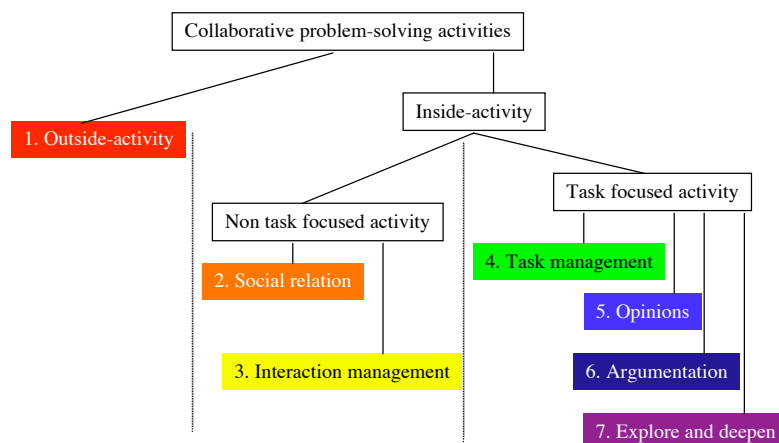 Collaborative problem-solving activities
Inside-activity
1. Outside-activity
Task focused activity
Non task focused activity
4. Task management
2. Social relation
5. Opinions
3. Interaction management
6. Argumentation
7. Explore and deepen